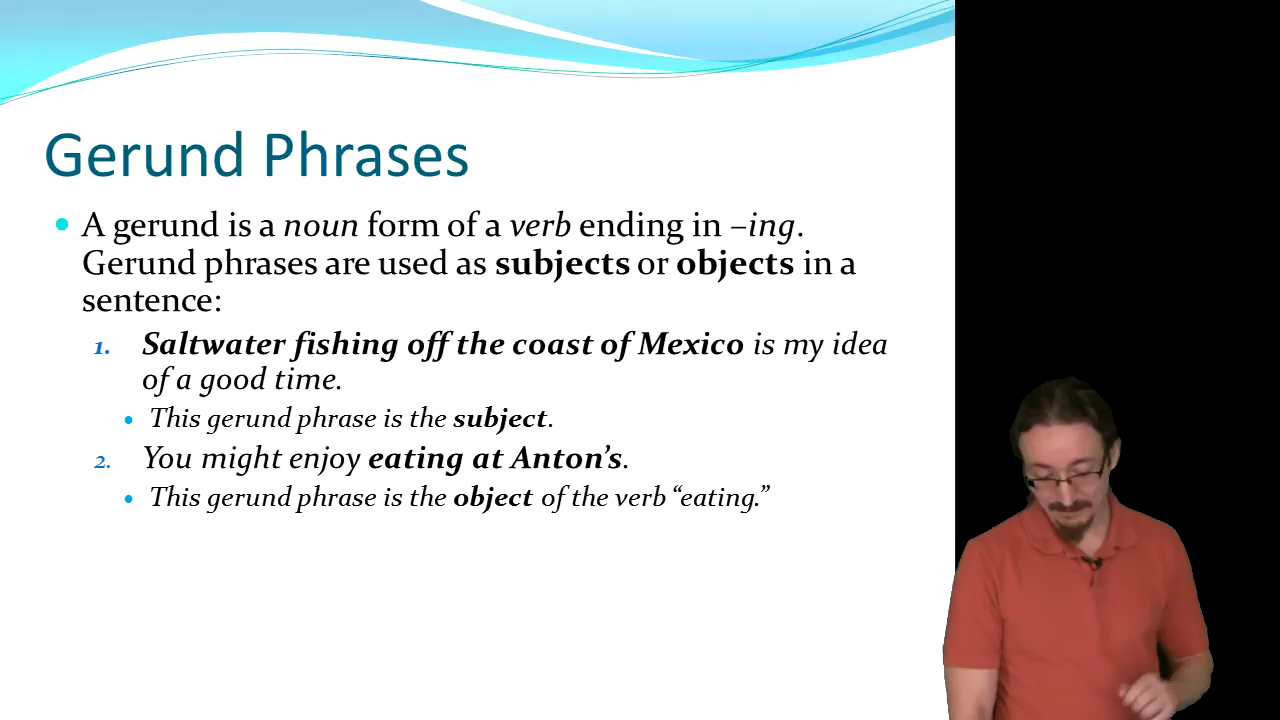 Gerund Phrases
• A gerund is a noun form of a verb ending in –ing.
Gerund phrases are used as subjects or objects in a
sentence:
1. Saltwater fishing off the coast of Mexico is my idea
of a good time.
• This gerund phrase is the subject.
2. You might enjoy eating at Anton’s.
• This gerund phrase is the object of the verb “eating.”